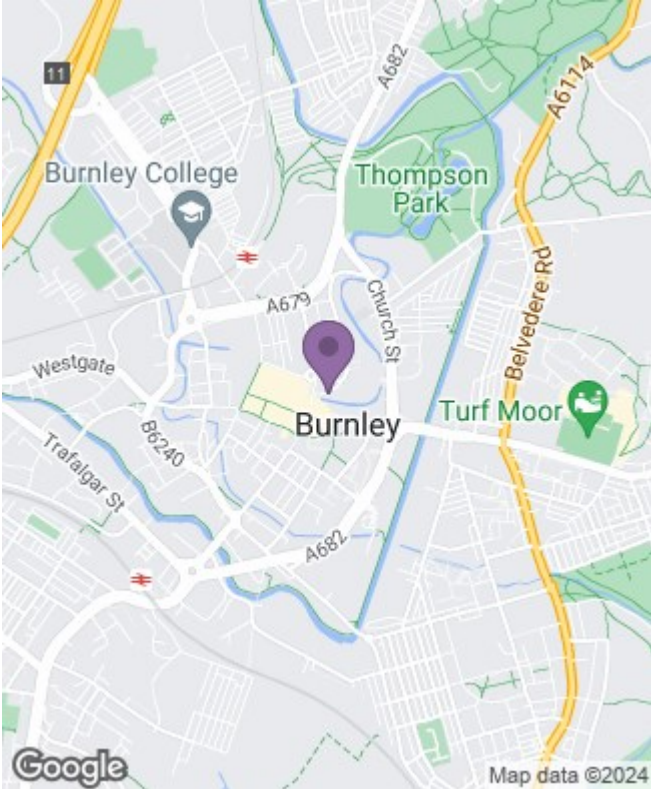 A682
11
A6114
Burnley College
Thompson
Park
A679
Church St
Belvedere Rd
Westgate
Burnley
Turf Moor
B6240
Trafalgar St
A682
Google
Map data ©2024